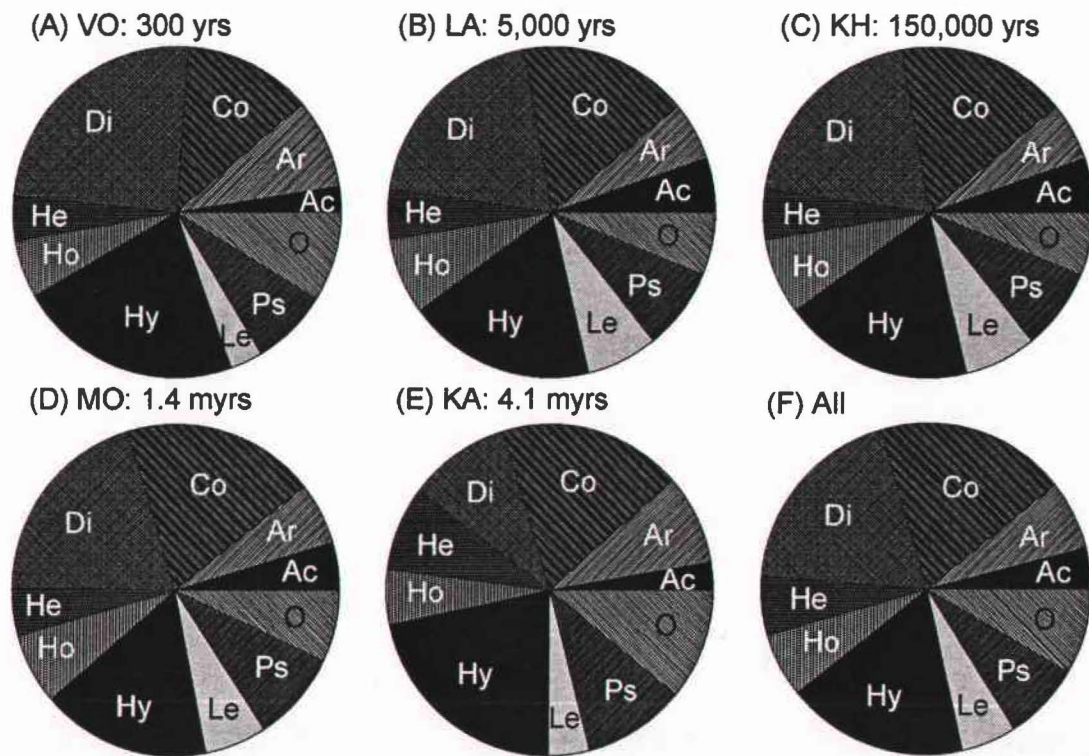 (A) VO: 300 yrs
Di
Co
Ar
Ac
He
O
Ho
Ps
Hy
Le
(B) LA: 5,000 yrs
Di
Co
Ar
Ac
He
O
Ho
Ps
Hy
Le
(C) KH: 150,000 yrs
Di
Co
Ar
Ac
He
O
Ho
Ps
Hy
Le
(D) MO: 1.4 myrs
Di
Co
Ar
Ac
He
O
Ho
Ps
Hy
Le
(E) KA: 4.1 myrs
Di
Co
Ar
He
Ac
Ho
O
Hy
Ps
Le
(F) All
Di
Co
Ar
Ac
He
O
Ho
Ps
Hy
Le